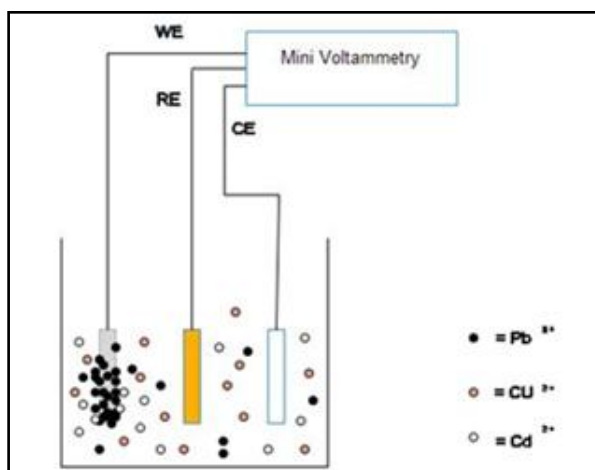 WE
Mini Voltammetry
RE
CE
= Pb 2+
= CU 2+
= Cd 2+